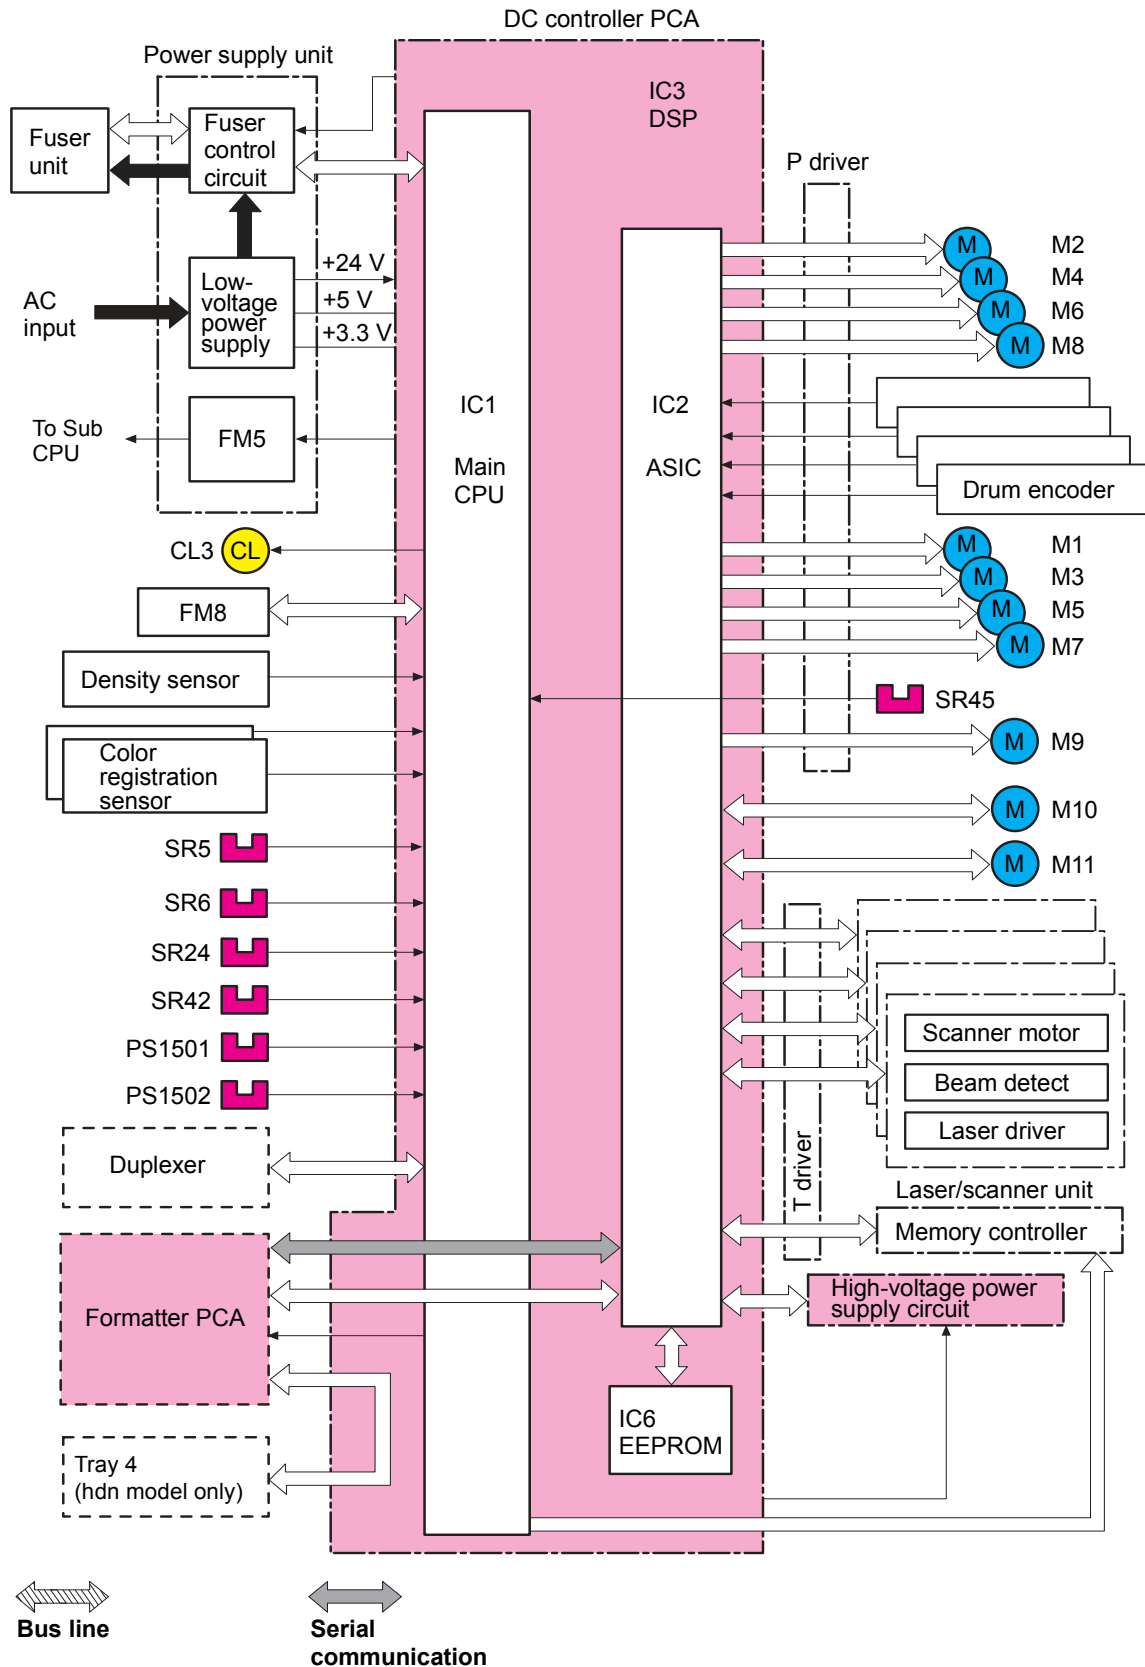 DC controller PCA
Power supply unit
IC3
DSP
Fuser
unit
Fuser
control
circuit
P driver
M M2
M M4
M M6
M M8
+24 V
+5 V
+3.3 V
AC
input
Low-
voltage
power
supply
IC1
Main
CPU
IC2
ASIC
To Sub
CPU
FM5
Drum encoder
CL3 CL
M M1
M M3
M M5
M M7
FM8
Density sensor
SR45
Color
registration
sensor
M M9
M M10
M M11
SR5
SR6
SR24
SR42
PS1501
PS1502
Scanner motor
Beam detect
Laser driver
T driver
Duplexer
Laser/scanner unit
Memory controller
Formatter PCA
High-voltage power
supply circuit
IC6
EEPROM
Tray 4
(hdn model only)
Bus line
Serial
communication